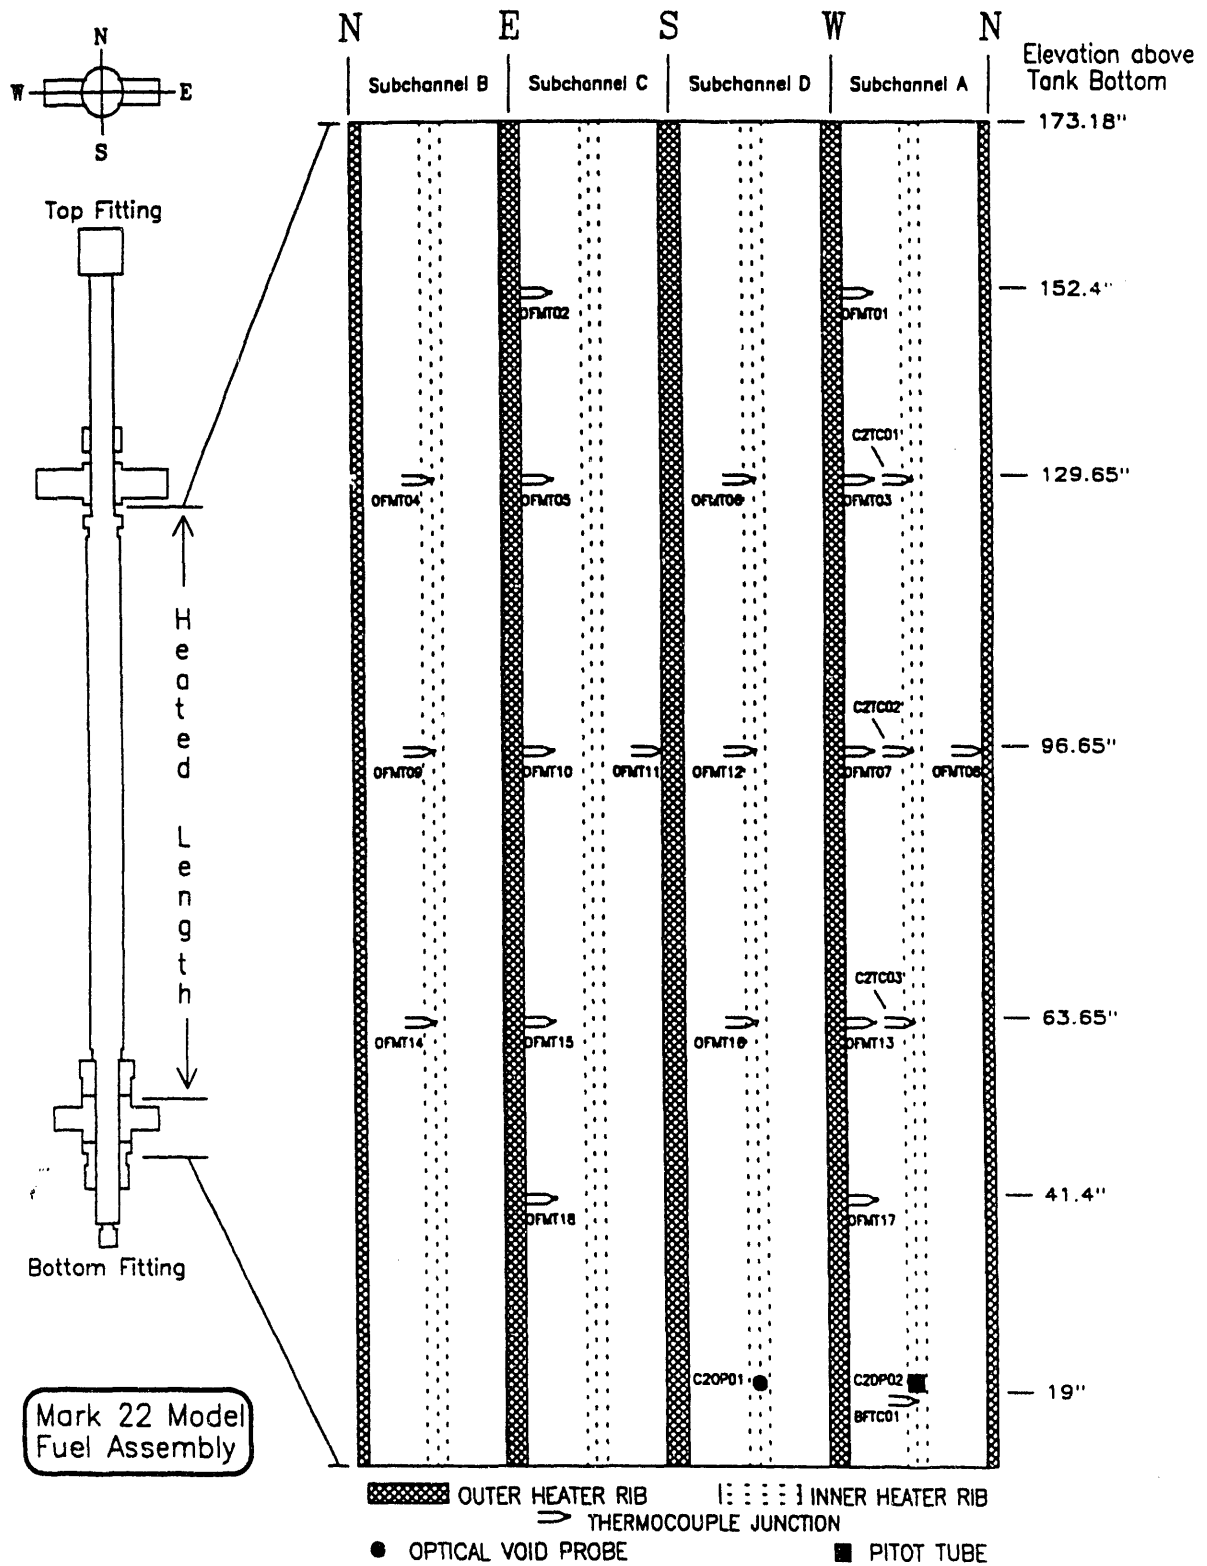 N E S W N
Elevation above
Tank Bottom
N
W E
S
Subchannel B Subchannel C Subchannel D Subchannel A
173.18"
Top Fitting
152.4"
OFMT02 OFMT01
C2TC01
129.65"
OFMT04 OFMT05 OFMT08 OFMT03
Heated Length
C2TC02
96.65"
OFMT09 OFMT10 OFMT11 OFMT12 OFMT07 OFMT06
C2TC03
63.65"
OFMT14 OFMT15 OFMT16 OFMT13
41.4"
OFMT18 OFMT17
Bottom Fitting
C2OP01 C2DP02
19"
BFTC01
Mark 22 Model
Fuel Assembly
OUTER HEATER RIB INNER HEATER RIB
THERMOCOUPLE JUNCTION
OPTICAL VOID PROBE PITOT TUBE